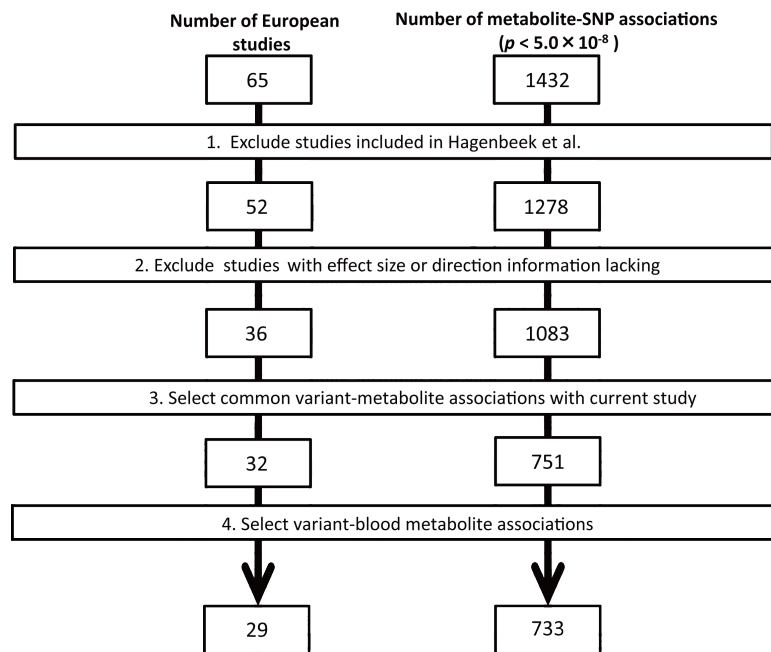 Number of European
studies
Number of metabolite-SNP associations
(p < 5.0 × 10-8 )
65
1432
1. Exclude studies included in Hagenbeek et al.
52
1278
2. Exclude studies with effect size or direction information lacking
36
1083
3. Select common variant-metabolite associations with current study
32
751
4. Select variant-blood metabolite associations
29
733